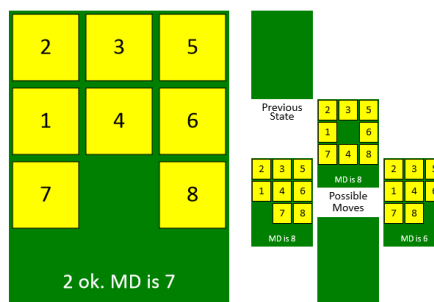 2 3 5
1 4 6
7 8
2 ok. MD is 7
Previous
State
2 3 5
1 4 6
7 8
MD is 8
2 3 5
1 6
7 4 8
MD is 8
Possible
Moves
2 3 5
1 4 6
7 8
MD is 6